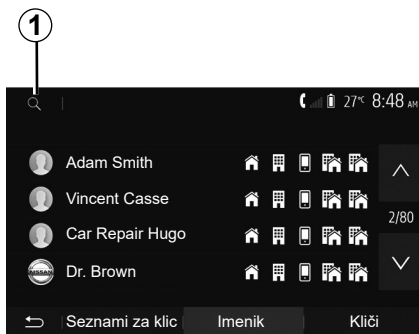 1
27°C 8:48 AM
Adam Smith
Vincent Casse
Car Repair Hugo
2/80
NISSAN Dr. Brown
Seznami za klic Imenik Kliči